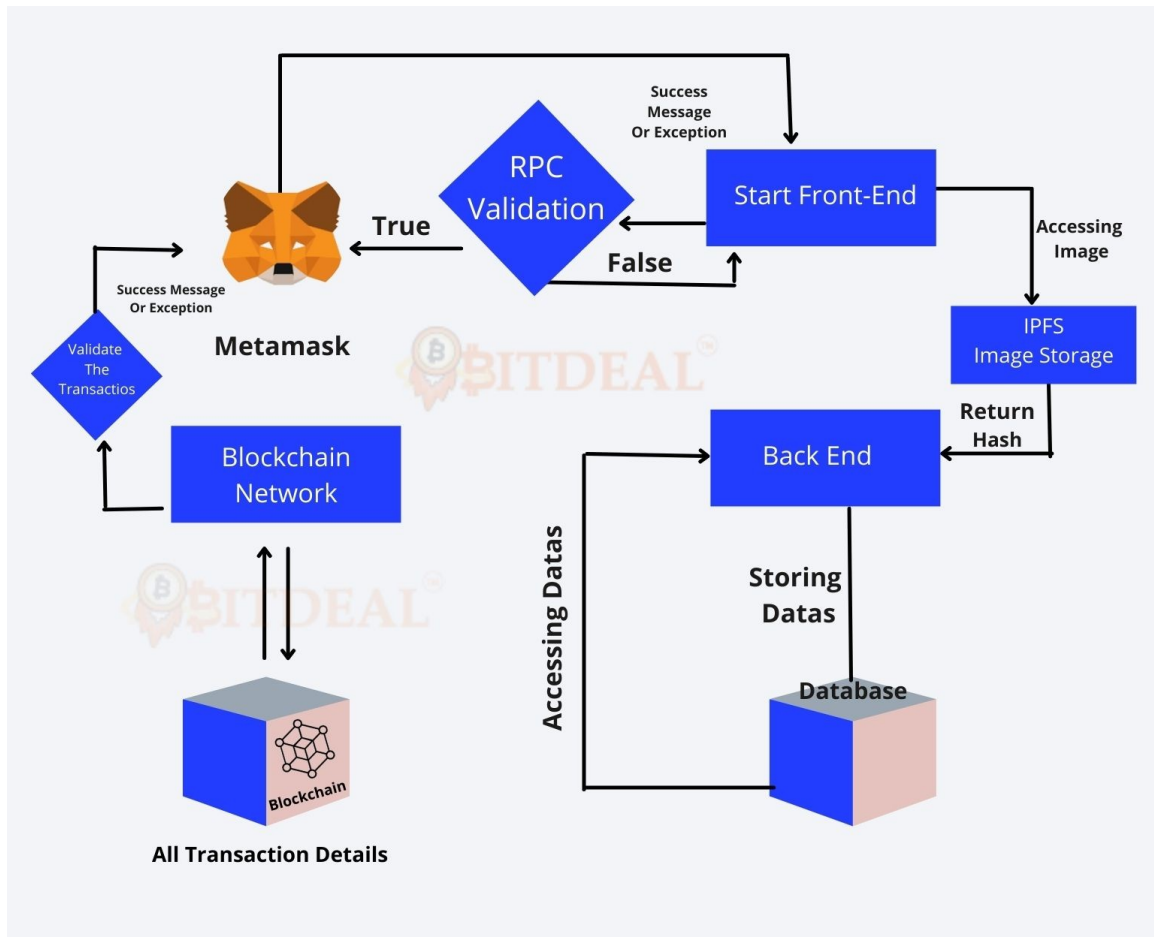 Success
Message
Or Exception
RPC
Validation
Start Front-End
True
False
Accessing
Image
Success Message
Or Exception
Metamask
IPFS
Image Storage
Validate
The
Transactios
BITDEAL™
Return
Hash
Blockchain
Network
Back End
Accessing Datas
Storing
Datas
BITDEAL™
Database
Blockchain
All Transaction Details